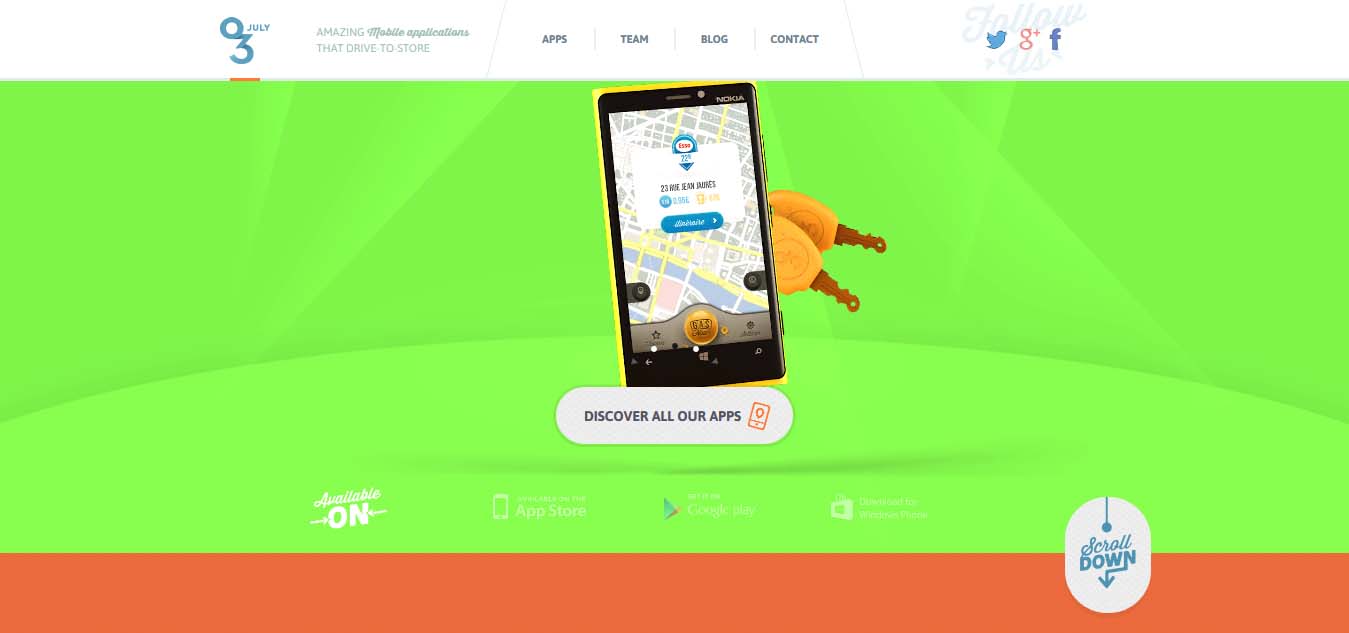 03 JULY
AMAZING Mobile applications
THAT DRIVE-TO-STORE
APPS
TEAM
BLOG
CONTACT
Follow
Us
g+
f
NOKIA
Esso
23 RUE JEAN JAURÈS
0.95€
itinéraire
GAS
DISCOVER ALL OUR APPS
Available
ON
AVAILABLE ON THE
App Store
GET IT ON
Google play
Download for
Windows Phone
Scroll
DOWN